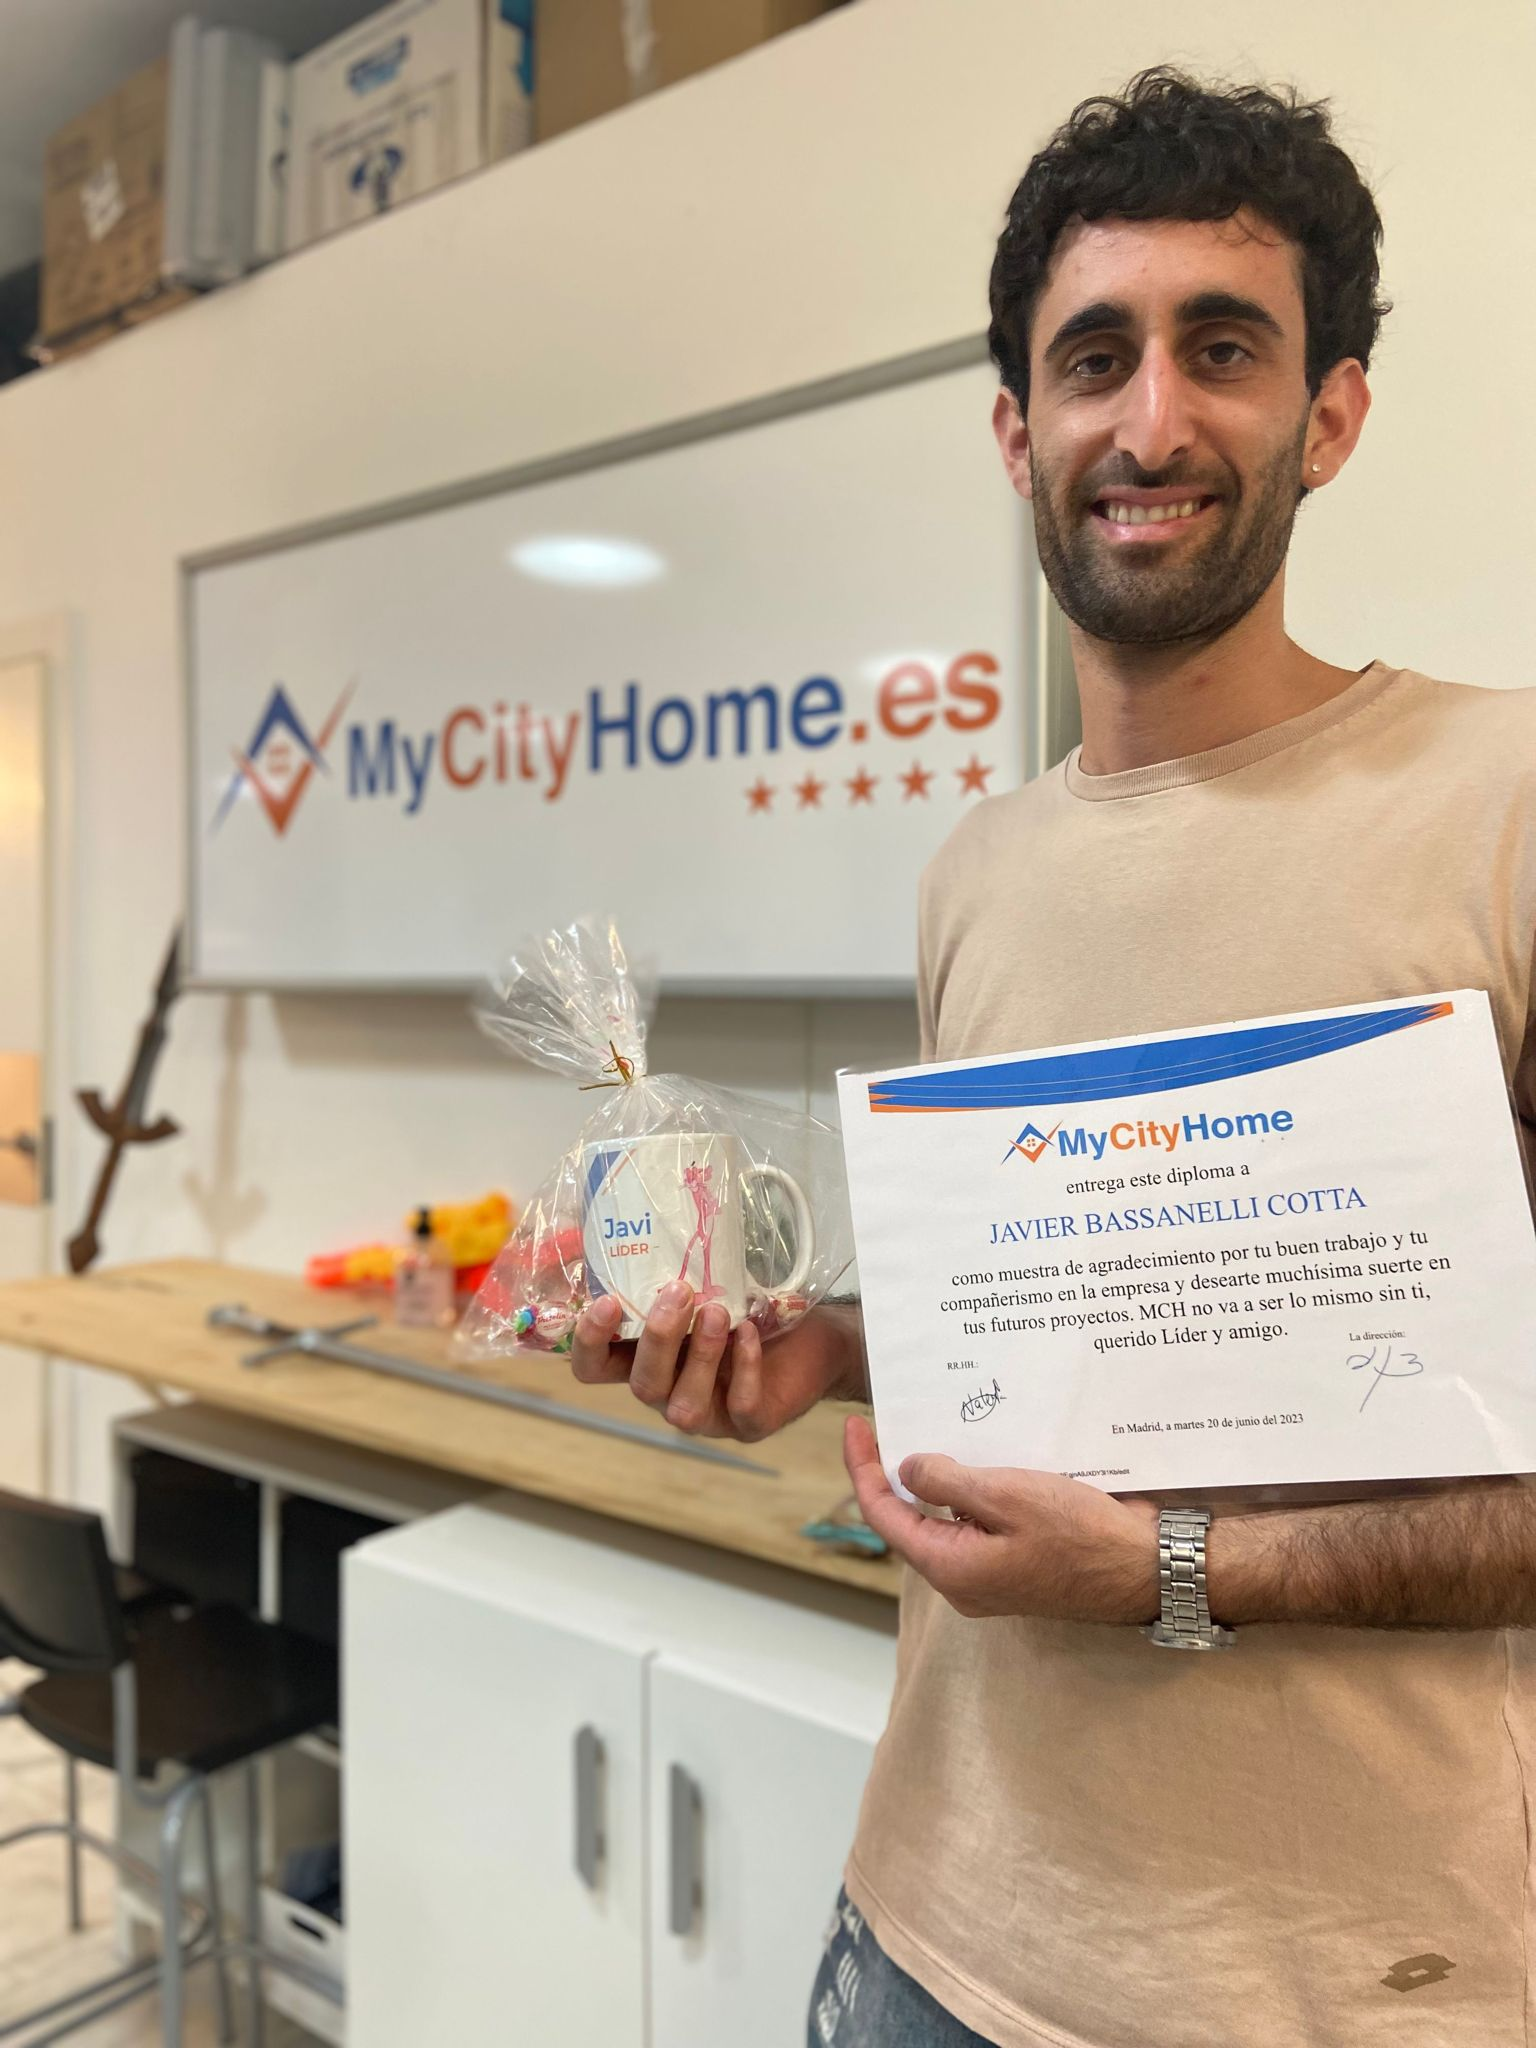 MyCityHome.es
Javi
LÍDER
MyCityHome
entrega este diploma a
JAVIER BASSANELLI COTTA
como muestra de agradecimiento por tu buen trabajo y tu
compañerismo en la empresa y desearte muchísima suerte en
tus futuros proyectos. MCH no va a ser lo mismo sin ti,
querido Líder y amigo.
RR.HH.:
La dirección:
En Madrid, a martes 20 de junio del 2023